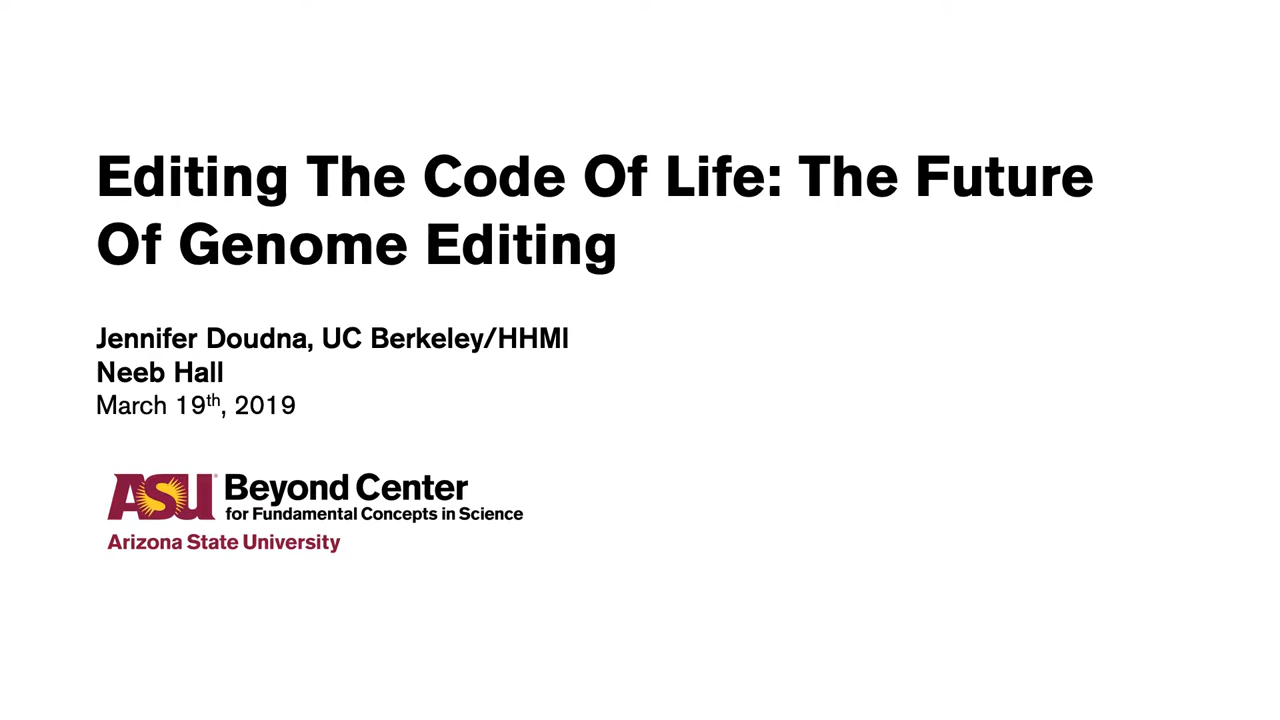 Editing The Code Of Life: The Future
Of Genome Editing
Jennifer Doudna, UC Berkeley/HHMI
Neeb Hall
March 19th, 2019
ASU® Beyond Center
for Fundamental Concepts in Science
Arizona State University